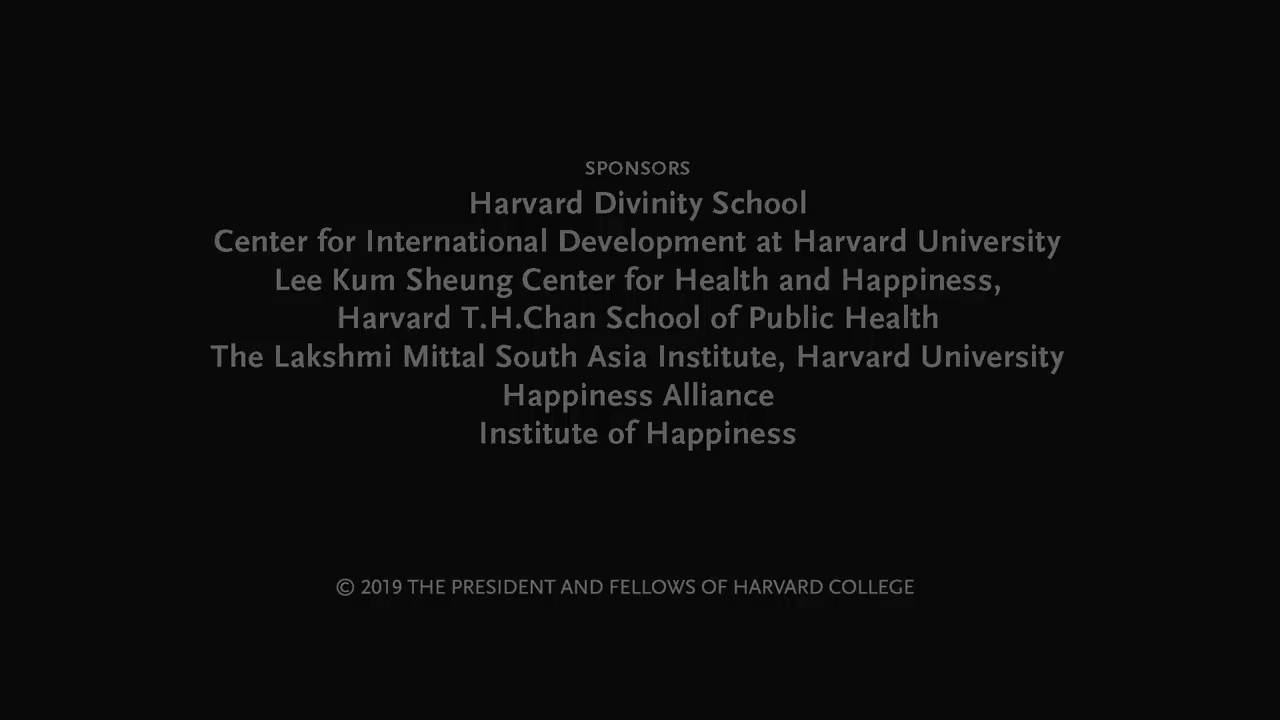 SPONSORS
Harvard Divinity School
Center for International Development at Harvard University
Lee Kum Sheung Center for Health and Happiness,
Harvard T.H.Chan School of Public Health
The Lakshmi Mittal South Asia Institute, Harvard University
Happiness Alliance
Institute of Happiness
© 2019 THE PRESIDENT AND FELLOWS OF HARVARD COLLEGE